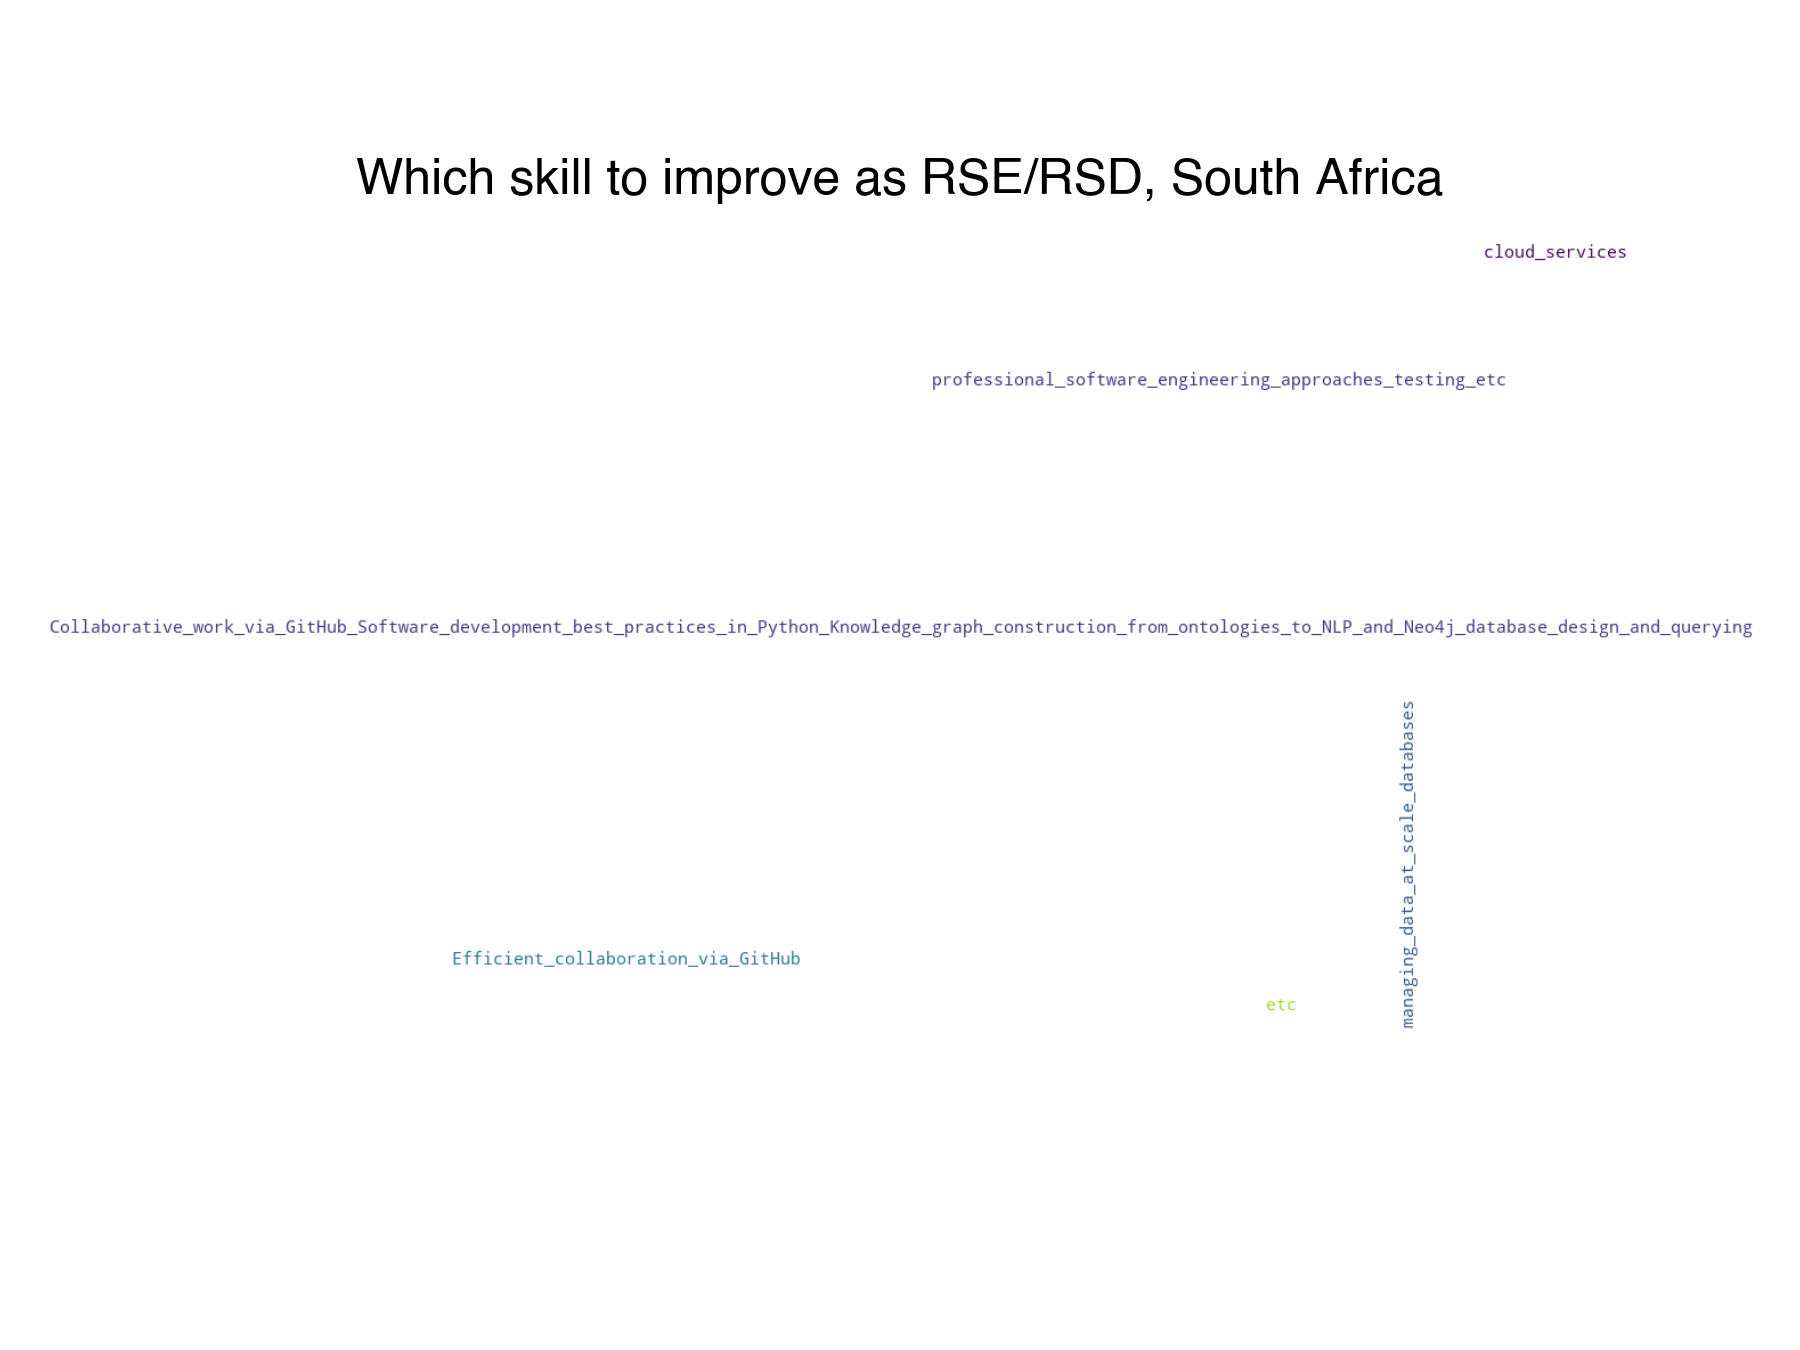 Which skill to improve as RSE/RSD, South Africa
cloud_services
professional_software_engineering_approaches_testing_etc
Collaborative_work_via_GitHub_Software_development_best_practices_in_Python_Knowledge_graph_construction_from_ontologies_to_NLP_and_Neo4j_database_design_and_querying
managing_data_at_scale_databases
Efficient_collaboration_via_GitHub
etc